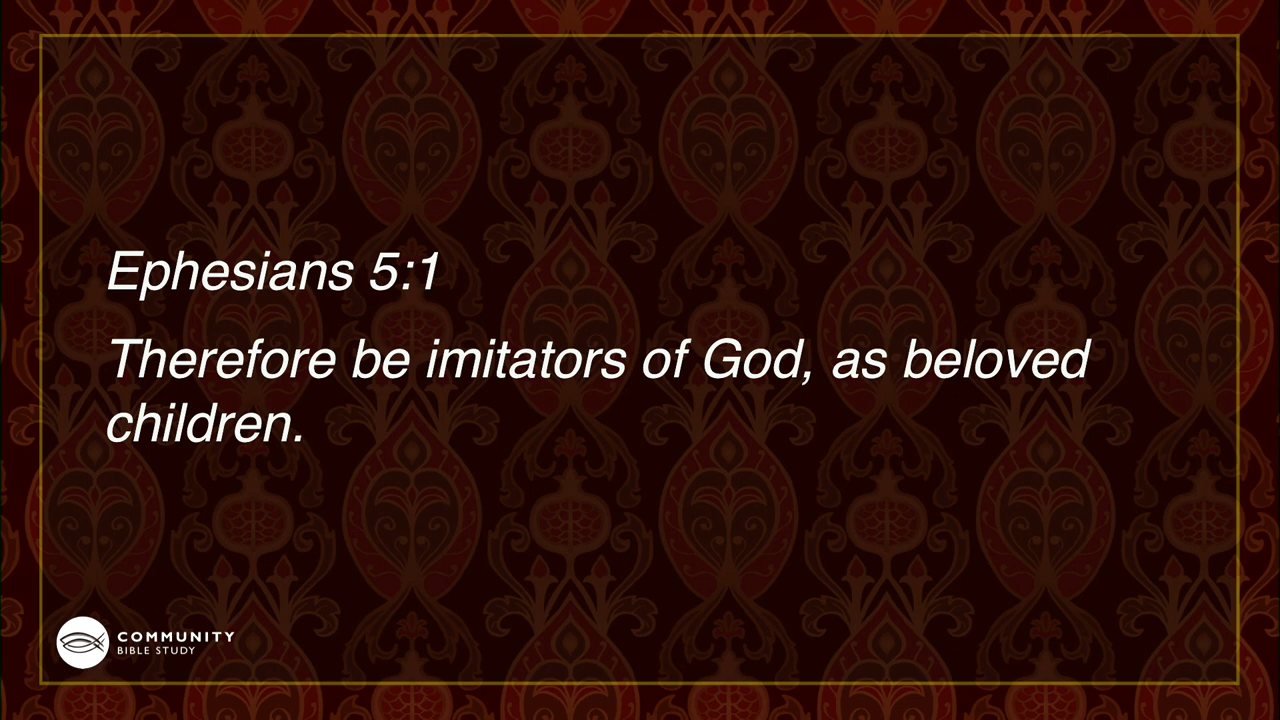 Ephesians 5:1
Therefore be imitators of God, as beloved
children.
COMMUNITY
BIBLE STUDY